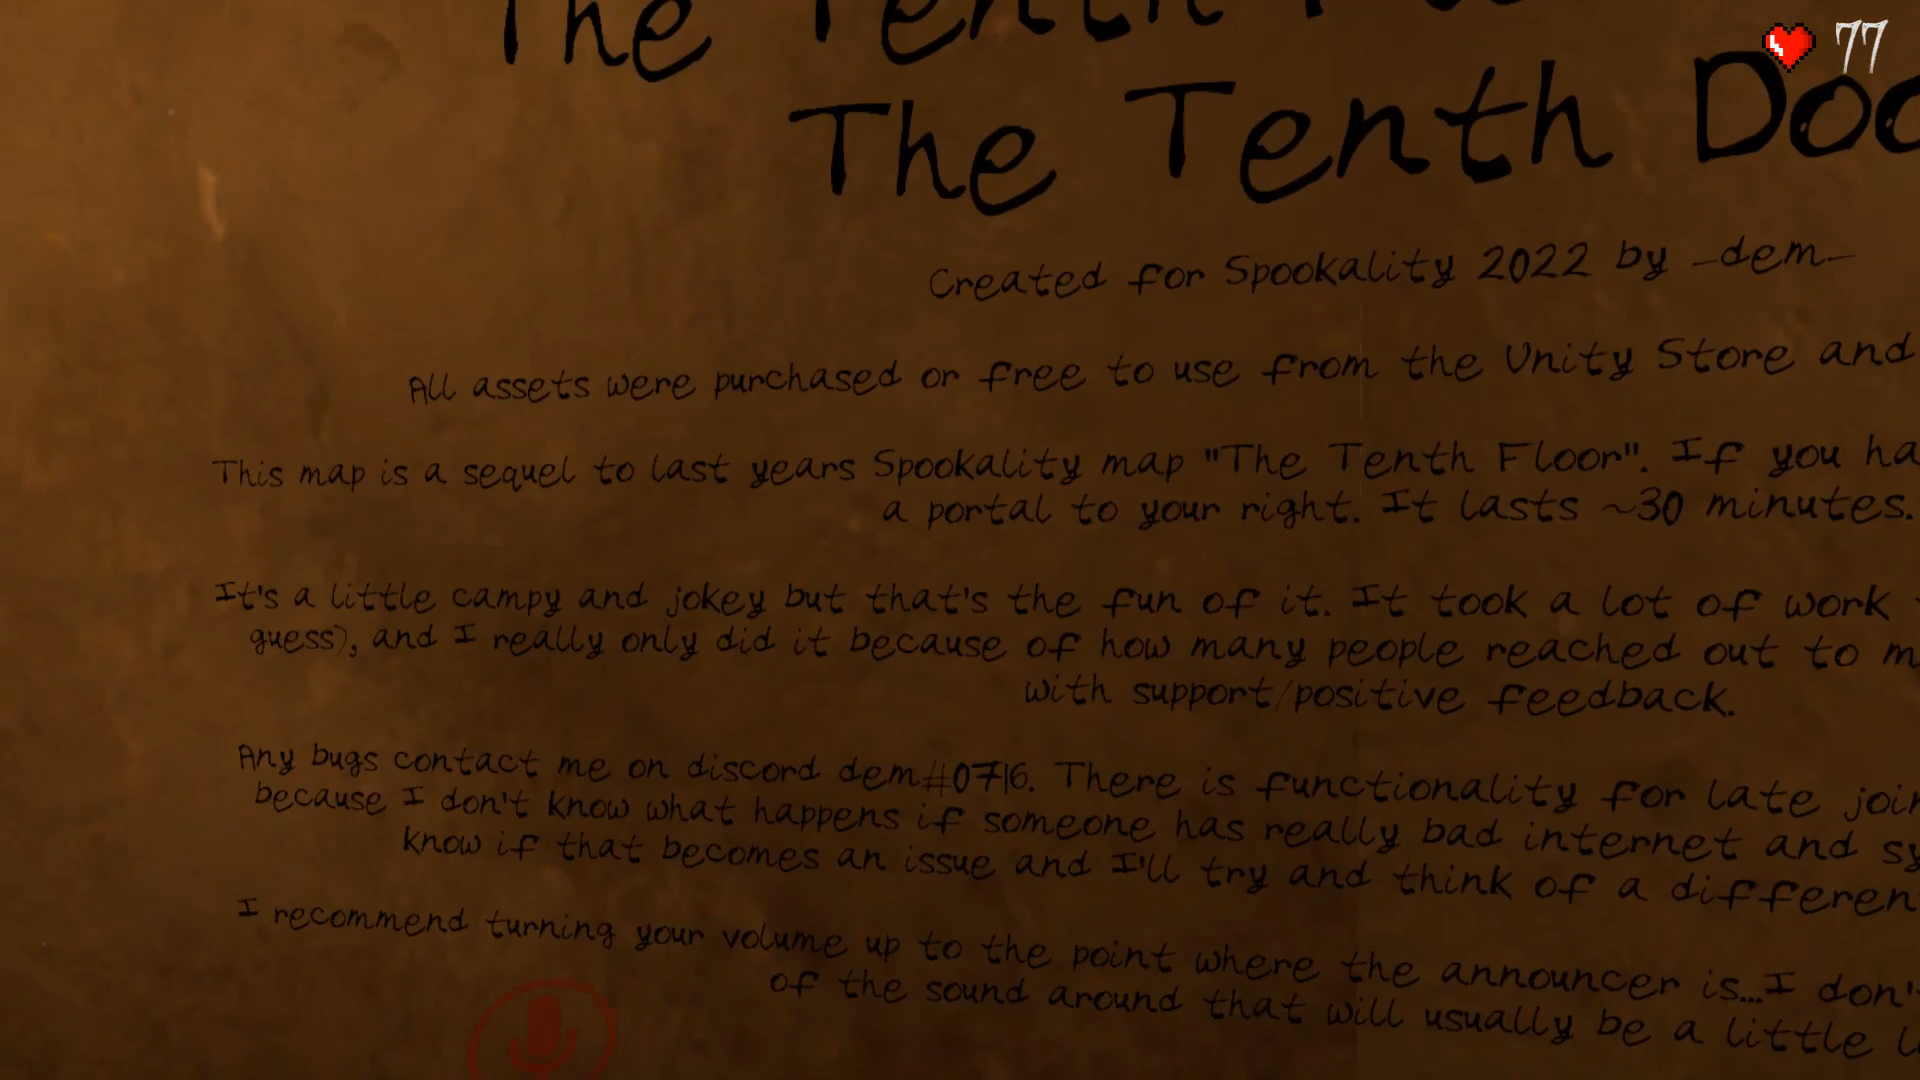 The Tenth
77
The Tenth
Created for Spookality 2022 by _dem_
All assets were purchased or free to use from the Unity Store and
This map is a sequel to last years Spookality map "The Tenth Floor". If you
a portal to your right. It lasts ~30 minutes.
It's a little campy and jokey but that's the fun of it. It took a lot of work
guess), and I really only did it because of how many people reached out to
with support/positive feedback.
Any bugs contact me on discord dem#0716. There is functionality for late
because I don't know what happens if someone has really bad internet and
know if that becomes an issue and I'll try and think of a
I recommend turning your volume up to the point where the announcer is...I
of the sound around that will usually be a little